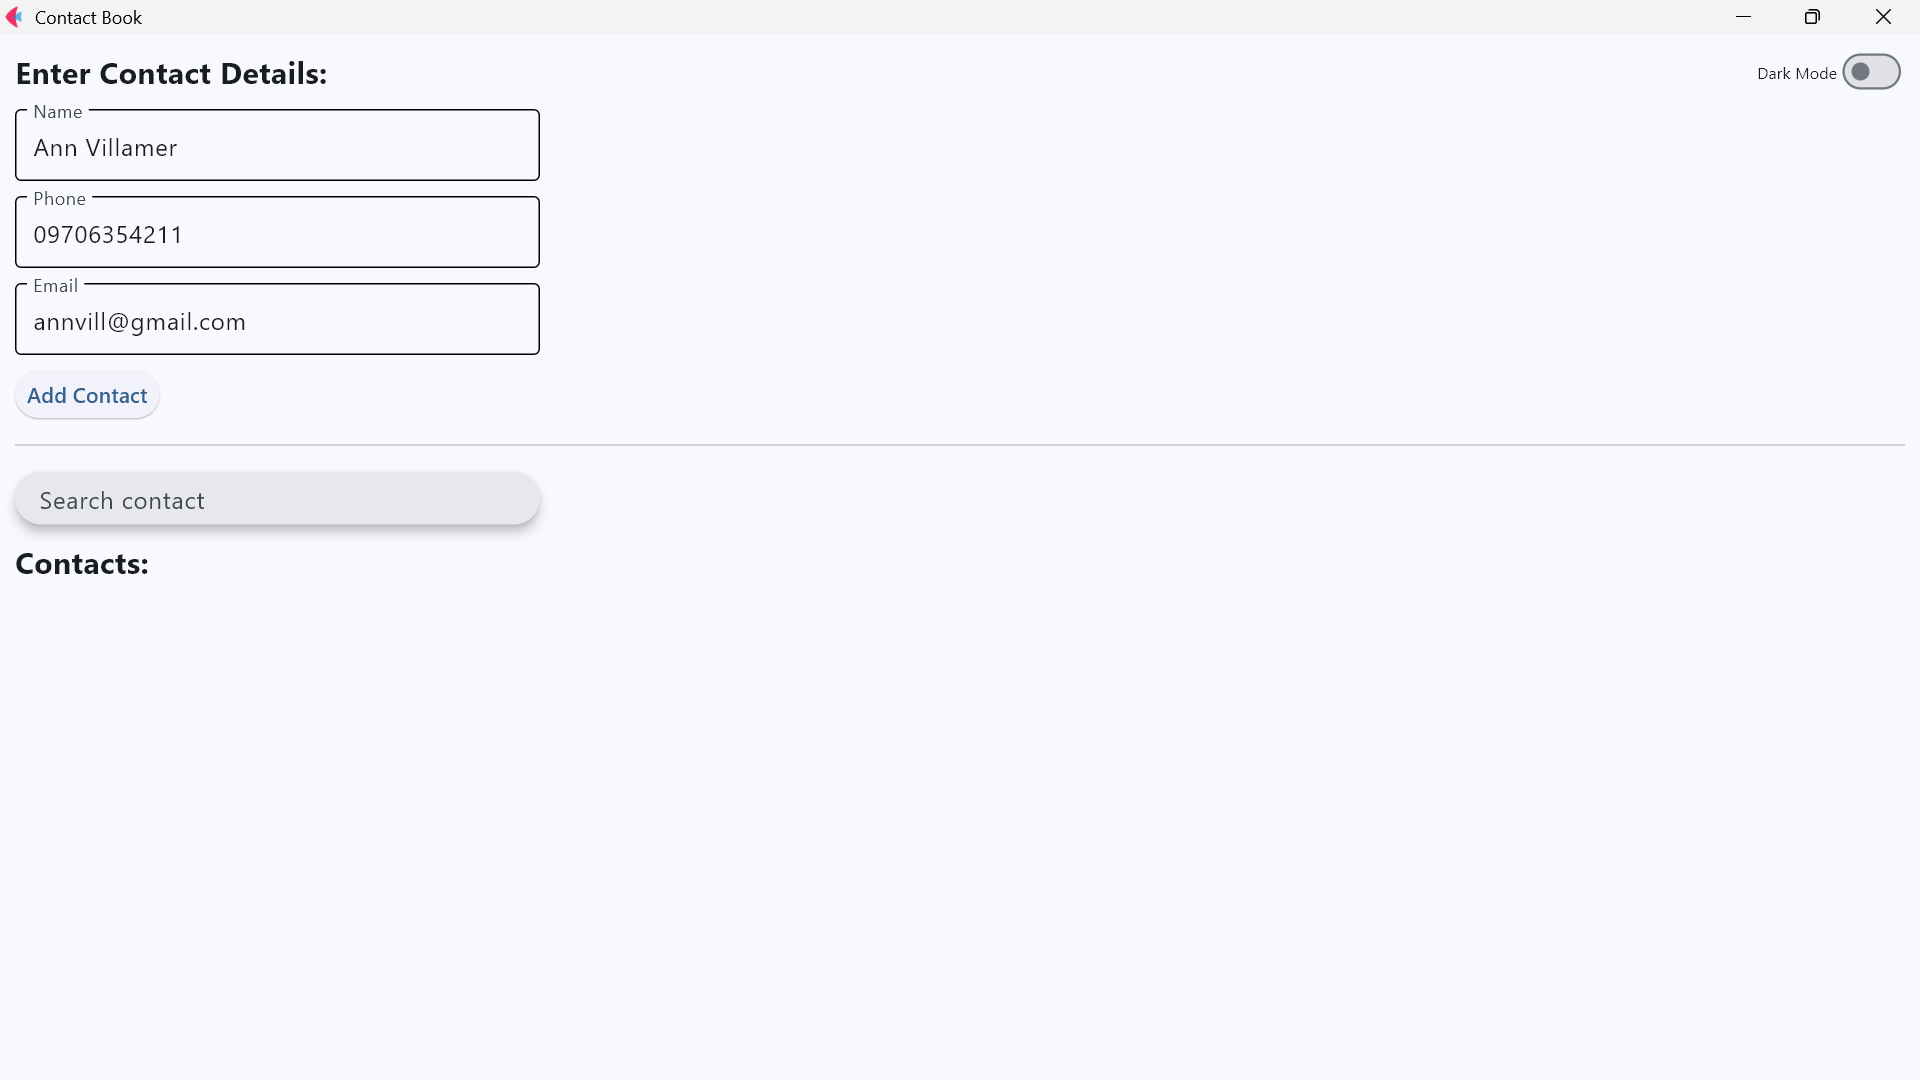 Contact Book
Enter Contact Details:
Dark Mode
Name
Ann Villamer
Phone
09706354211
Email
annvill@gmail.com
Add Contact
Search contact
Contacts: